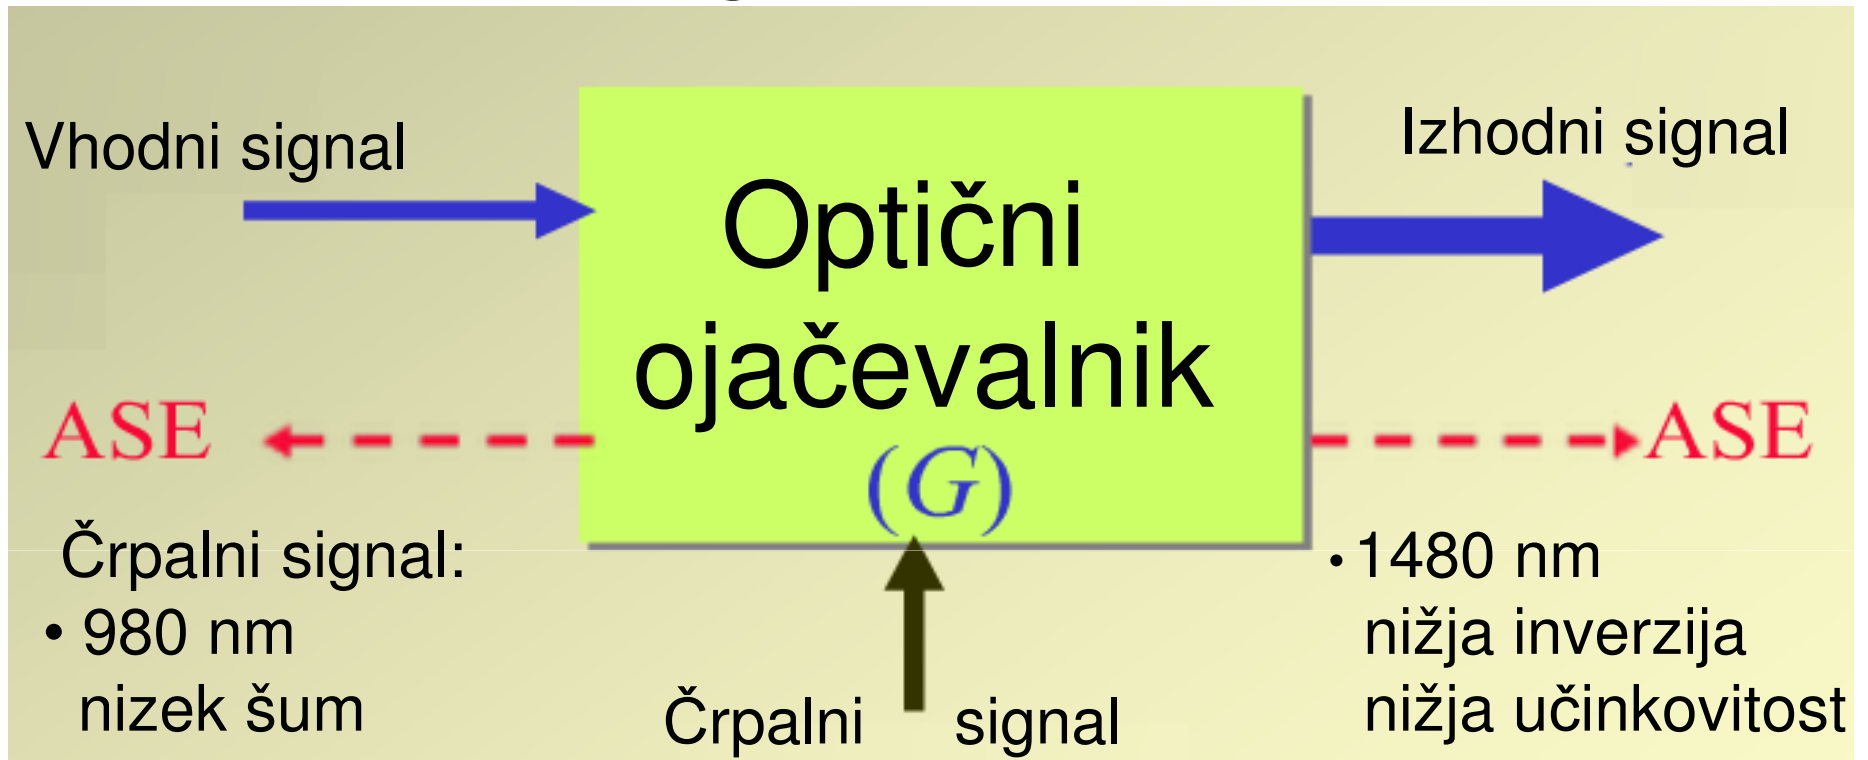 Vhodni signal
Izhodni signal
Optični
ojačevalnik
(G)
ASE
ASE
Črpalni signal:
• 980 nm
nizek šum
Črpalni signal
• 1480 nm
nižja inverzija
nižja učinkovitost